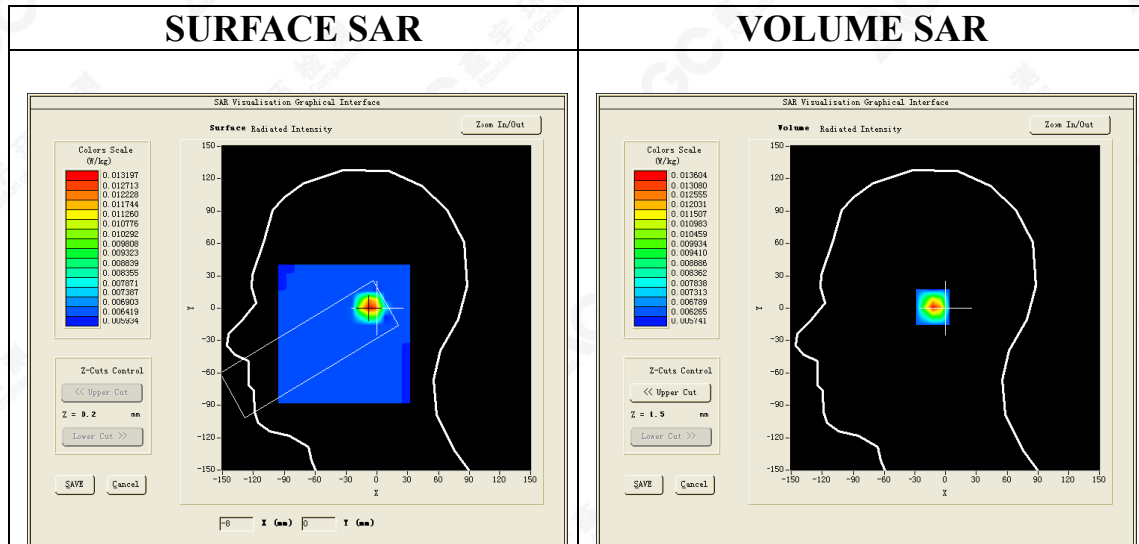 SURFACE SAR
VOLUME SAR
SAR Visualisation Graphical Interface
Surface Radiated Intensity
Zoom In/Out
Colors Scale
(W/kg)
0.013197
0.012713
0.012228
0.011744
0.011260
0.010776
0.010292
0.009808
0.009323
0.008839
0.008355
0.007871
0.007387
0.006903
0.006419
0.005934
Z-Cuts Control
<< Upper Cut
Z = 0.2 mm
Lower Cut >>
SAVE
Cancel
150
120
90
60
30
0
-30
-60
-90
-120
-150
Y
-150 -120 -90 -60 -30 0 30 60 90 120 150
X
-8 X (mm) 0 Y (mm)
SAR Visualisation Graphical Interface
Volume Radiated Intensity
Zoom In/Out
Colors Scale
(W/kg)
0.013604
0.013080
0.012555
0.012031
0.011507
0.010983
0.010459
0.009934
0.009410
0.008886
0.008362
0.007838
0.007313
0.006789
0.006265
0.005741
Z-Cuts Control
<< Upper Cut
Z = 1.5 mm
Lower Cut >>
SAVE
Cancel
150
120
90
60
30
0
-30
-60
-90
-120
-150
Y
-150 -120 -90 -60 -30 0 30 60 90 120 150
X